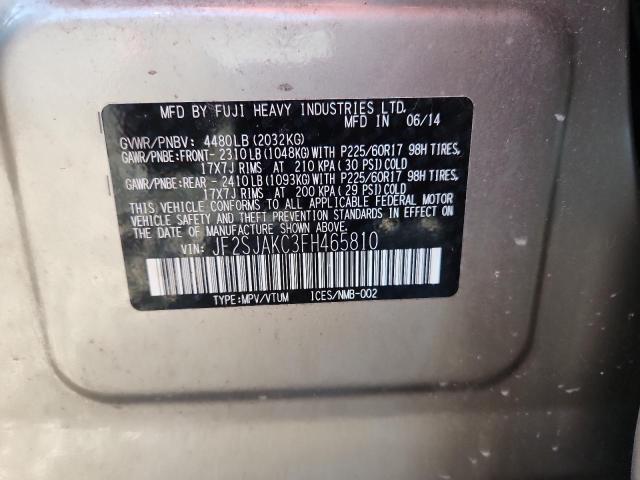 MFD BY FUJI HEAVY INDUSTRIES LTD.
MFD IN 06/14
GVWR/PNBV: 4480LB (2032KG)
GAWR/PNBE:FRONT- 2310 LB (1048KG) WITH P225/60R17 98H TIRES,
17X7J RIMS AT 210 KPA ( 30 PSI) COLD
GAWR/PNBE:REAR - 2410 LB (1093KG) WITH P225/60R17 98H TIRES,
17X7J RIMS AT 200 KPA ( 29 PSI) COLD
THIS VEHICLE CONFORMS TO ALL APPLICABLE FEDERAL MOTOR
VEHICLE SAFETY AND THEFT PREVENTION STANDARDS IN EFFECT ON
THE DATE OF MANUFACTURE SHOWN ABOVE.
VIN: JF2SJAKC3FH465810
TYPE:MPV/VTUM ICES/NMB-002